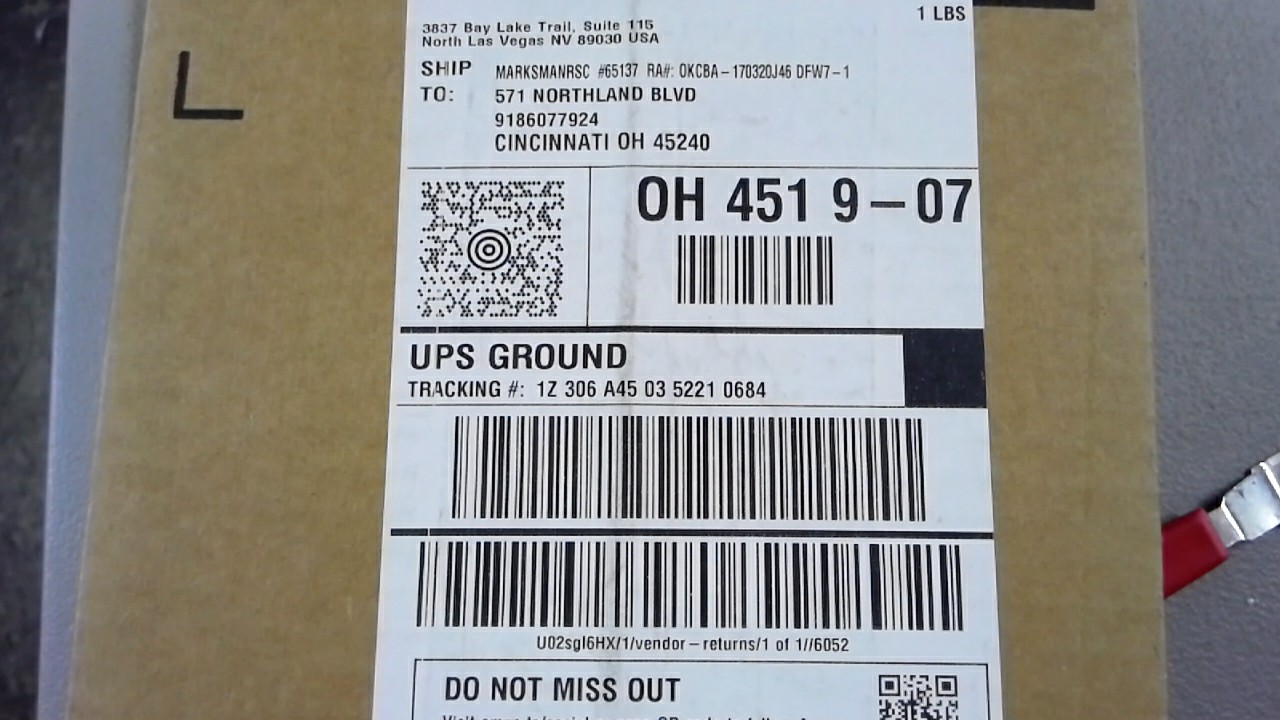 1 LBS
3837 Bay Lake Trail, Suite 115
North Las Vegas NV 89030 USA
SHIP
TO:
MARKSMANRSC #65137 RA#: OKCBA-170320J46 DFW7-1
571 NORTHLAND BLVD
9186077924
CINCINNATI OH 45240
OH 451 9-07
UPS GROUND
TRACKING #: 1Z 306 A45 03 5221 0684
U02sgl6HX/1/vendor-returns/1 of 1//6052
DO NOT MISS OUT